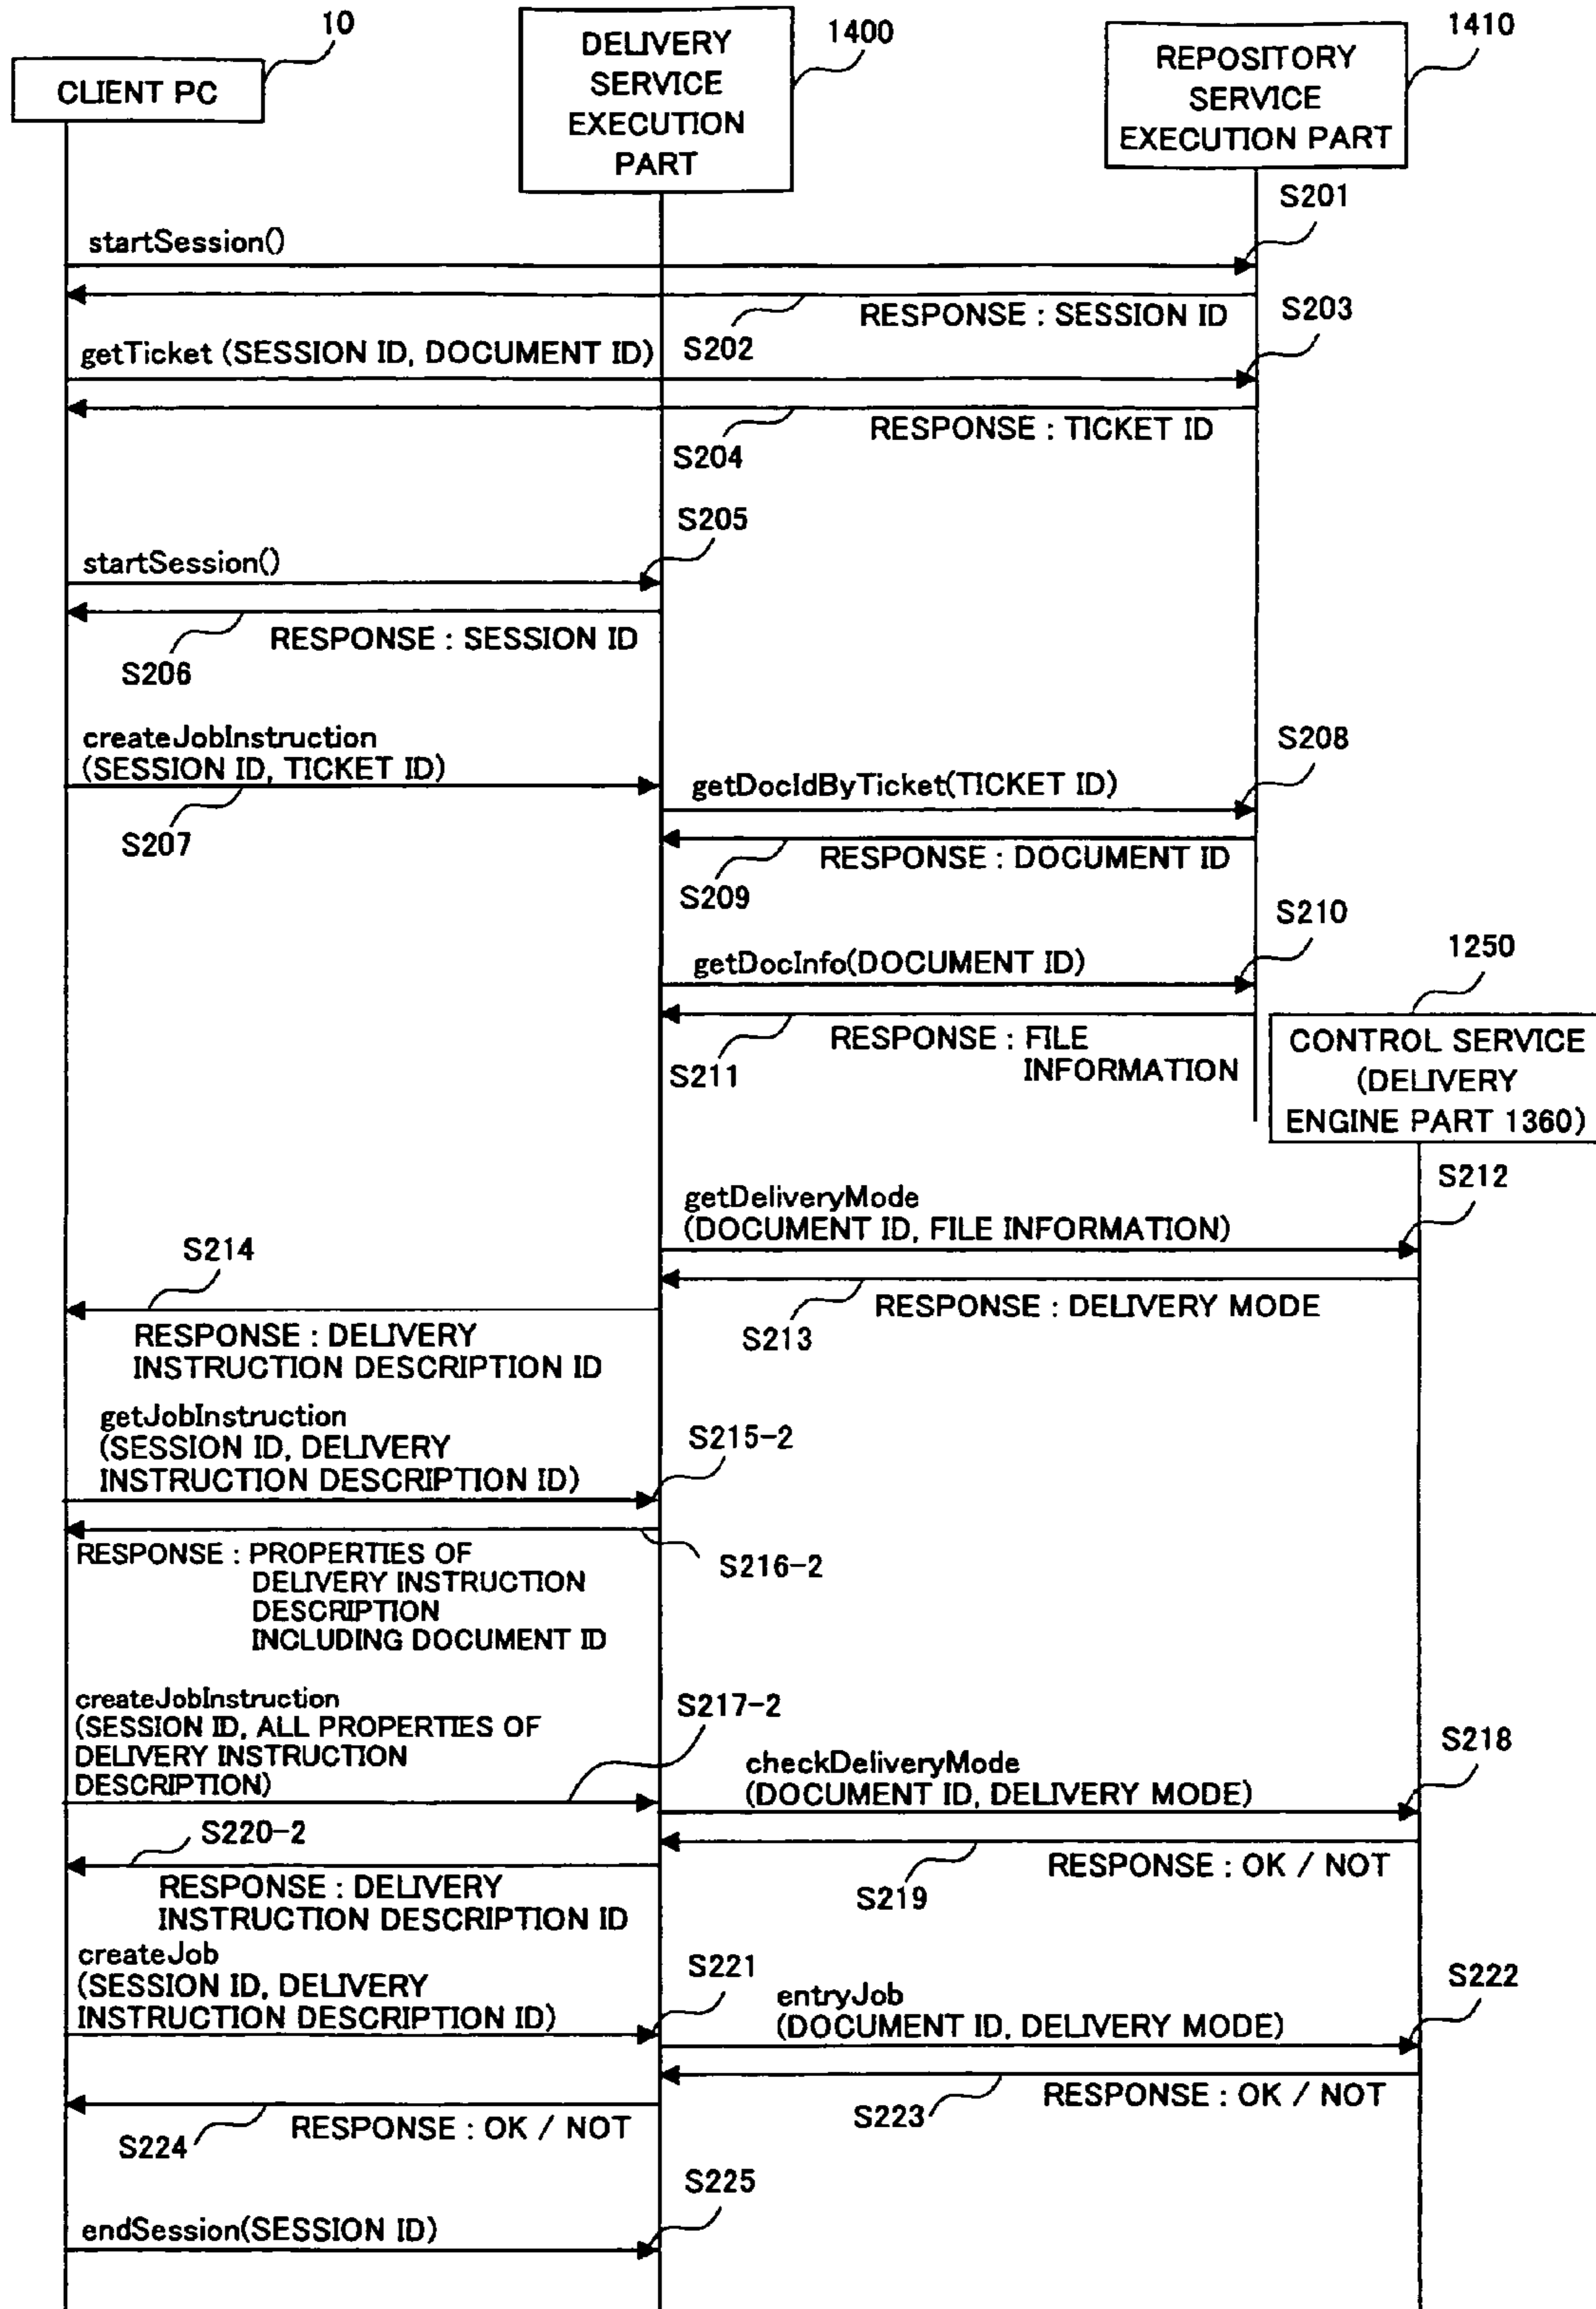 10
CLIENT PC
DELIVERY
SERVICE
EXECUTION
PART
1400
REPOSITORY
SERVICE
EXECUTION PART
1410
S201
startSession()
RESPONSE : SESSION ID
S202
S203
getTicket (SESSION ID, DOCUMENT ID)
RESPONSE : TICKET ID
S204
S205
startSession()
RESPONSE : SESSION ID
S206
createJobInstruction
(SESSION ID, TICKET ID)
S207
S208
getDocIdByTicket(TICKET ID)
RESPONSE : DOCUMENT ID
S209
S210
getDocInfo(DOCUMENT ID)
RESPONSE : FILE
INFORMATION
S211
1250
CONTROL SERVICE
(DELIVERY
ENGINE PART 1360)
S212
getDeliveryMode
(DOCUMENT ID, FILE INFORMATION)
S214
RESPONSE : DELIVERY MODE
S213
RESPONSE : DELIVERY
INSTRUCTION DESCRIPTION ID
getJobInstruction
(SESSION ID, DELIVERY
INSTRUCTION DESCRIPTION ID)
S215-2
S216-2
RESPONSE : PROPERTIES OF
DELIVERY INSTRUCTION
DESCRIPTION
INCLUDING DOCUMENT ID
createJobInstruction
(SESSION ID, ALL PROPERTIES OF
DELIVERY INSTRUCTION
DESCRIPTION)
S217-2
S218
checkDeliveryMode
(DOCUMENT ID, DELIVERY MODE)
S220-2
RESPONSE : OK / NOT
S219
RESPONSE : DELIVERY
INSTRUCTION DESCRIPTION ID
createJob
(SESSION ID, DELIVERY
INSTRUCTION DESCRIPTION ID)
S221
S222
entryJob
(DOCUMENT ID, DELIVERY MODE)
RESPONSE : OK / NOT
S223
RESPONSE : OK / NOT
S224
S225
endSession(SESSION ID)